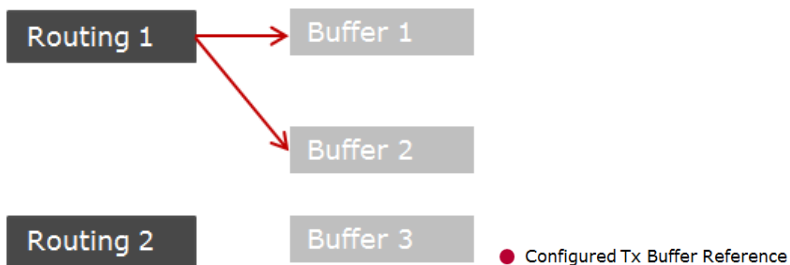 Routing 1
Buffer 1
Buffer 2
Routing 2
Buffer 3
Configured Tx Buffer Reference